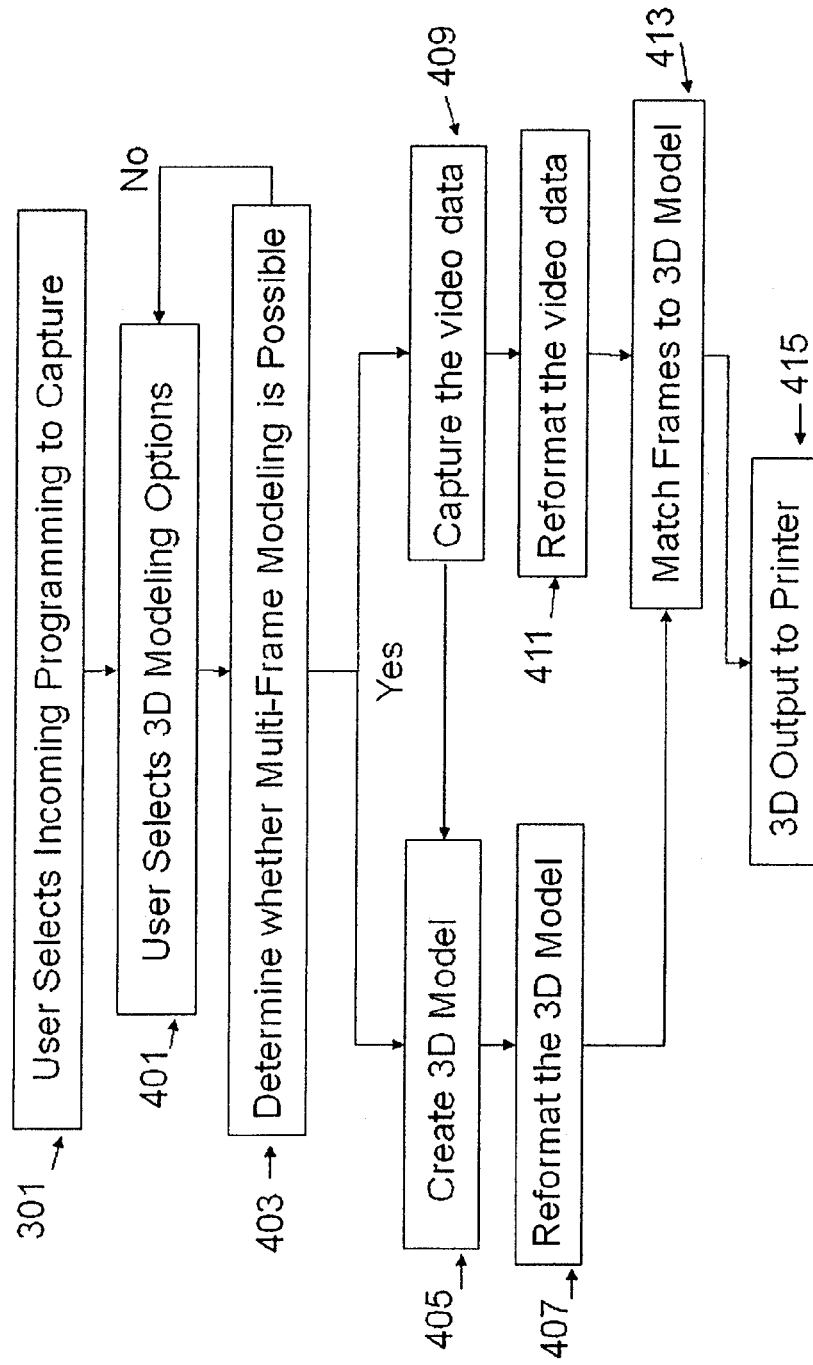 301
User Selects Incoming Programming to Capture
401
User Selects 3D Modeling Options
No
403
Determine whether Multi-Frame Modeling is Possible
Yes
405
Create 3D Model
409
Capture the video data
407
Reformat the 3D Model
411
Reformat the video data
413
Match Frames to 3D Model
415
3D Output to Printer